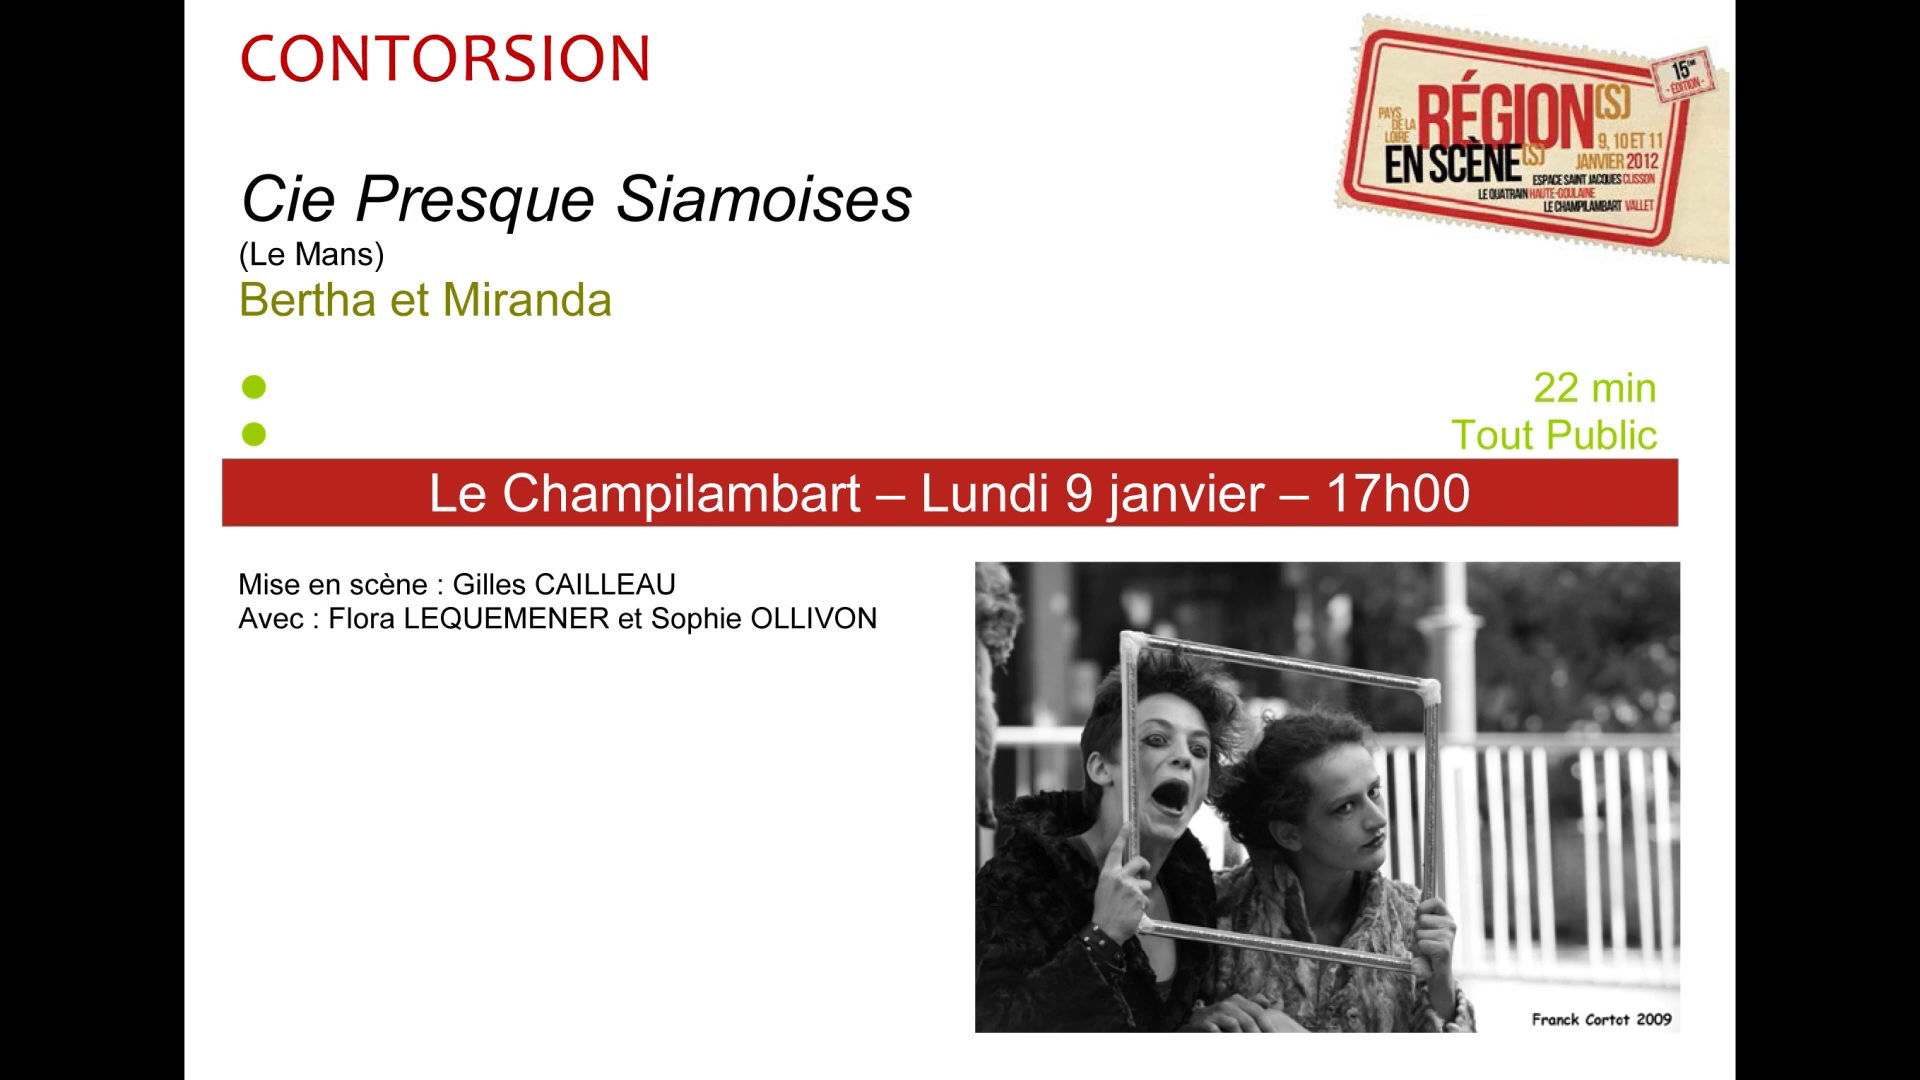 CONTORSION
PAYS
DE LA
LOIRE
RÉGION(S)
EN SCÈNE(S)
15ÈME
- ÉDITION -
9, 10 ET 11
JANVIER 2012
ESPACE SAINT JACQUES CLISSON
LE QUATRAIN HAUTE-GOULAINE
LE CHAMPILAMBART VALLET
Cie Presque Siamoises
(Le Mans)
Bertha et Miranda
22 min
Tout Public
Le Champilambart – Lundi 9 janvier – 17h00
Mise en scène : Gilles CAILLEAU
Avec : Flora LEQUEMENER et Sophie OLLIVON
Franck Cortot 2009